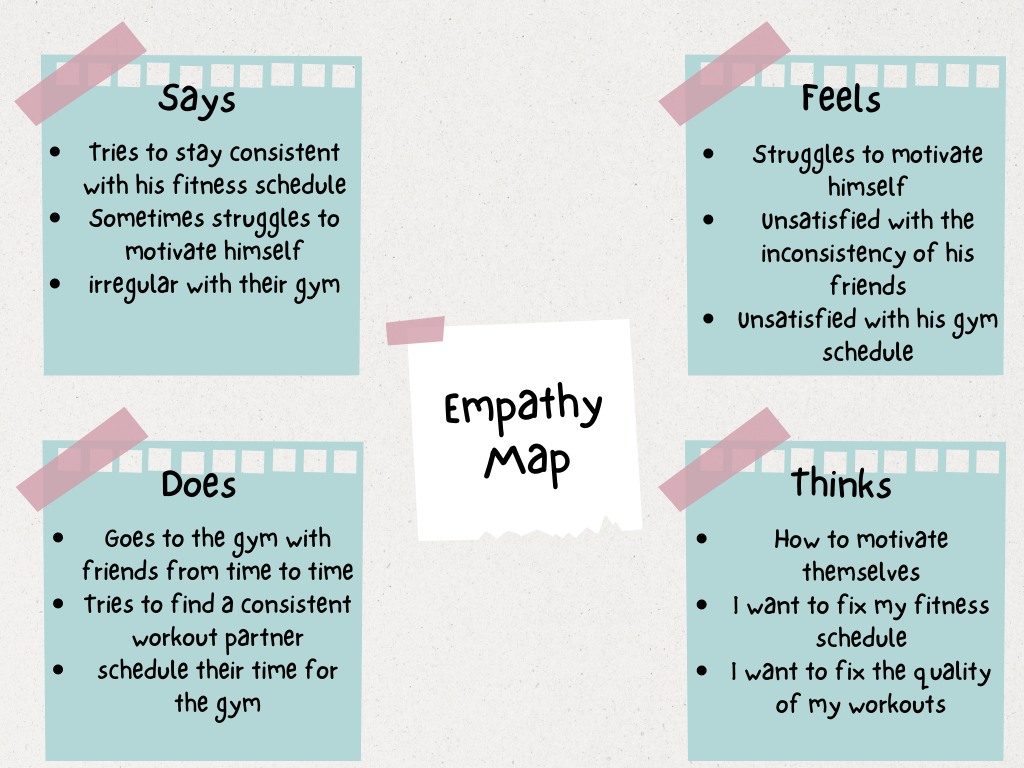 Says
• Tries to stay consistent
with his fitness schedule
• Sometimes struggles to
motivate himself
• irregular with their gym
Feels
• Struggles to motivate
himself
• Unsatisfied with the
inconsistency of his
friends
• Unsatisfied with his gym
schedule
Empathy
Map
Does
• Goes to the gym with
friends from time to time
• Tries to find a consistent
workout partner
• schedule their time for
the gym
Thinks
• How to motivate
themselves
• I want to fix my fitness
schedule
• I want to fix the quality
of my workouts